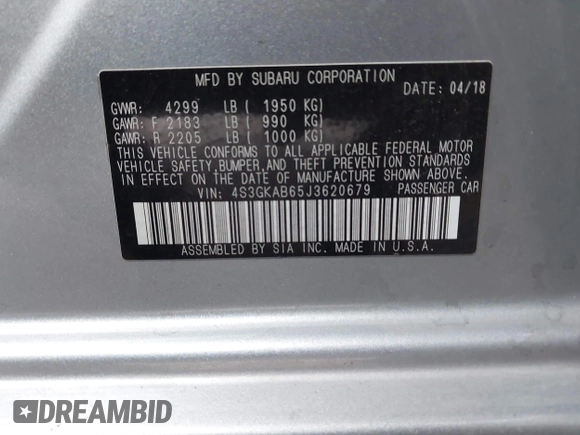 MFD BY SUBARU CORPORATION
DATE: 04/18
GVWR: 4299 LB ( 1950 KG)
GAWR: F 2183 LB ( 990 KG)
GAWR: R 2205 LB ( 1000 KG)
THIS VEHICLE CONFORMS TO ALL APPLICABLE FEDERAL MOTOR
VEHICLE SAFETY, BUMPER, AND THEFT PREVENTION STANDARDS
IN EFFECT ON THE DATE OF MANUFACTURE SHOWN ABOVE.
VIN: 4S3GKAB65J3620679 PASSENGER CAR
ASSEMBLED BY SIA INC. MADE IN U.S.A.
DREAMBID